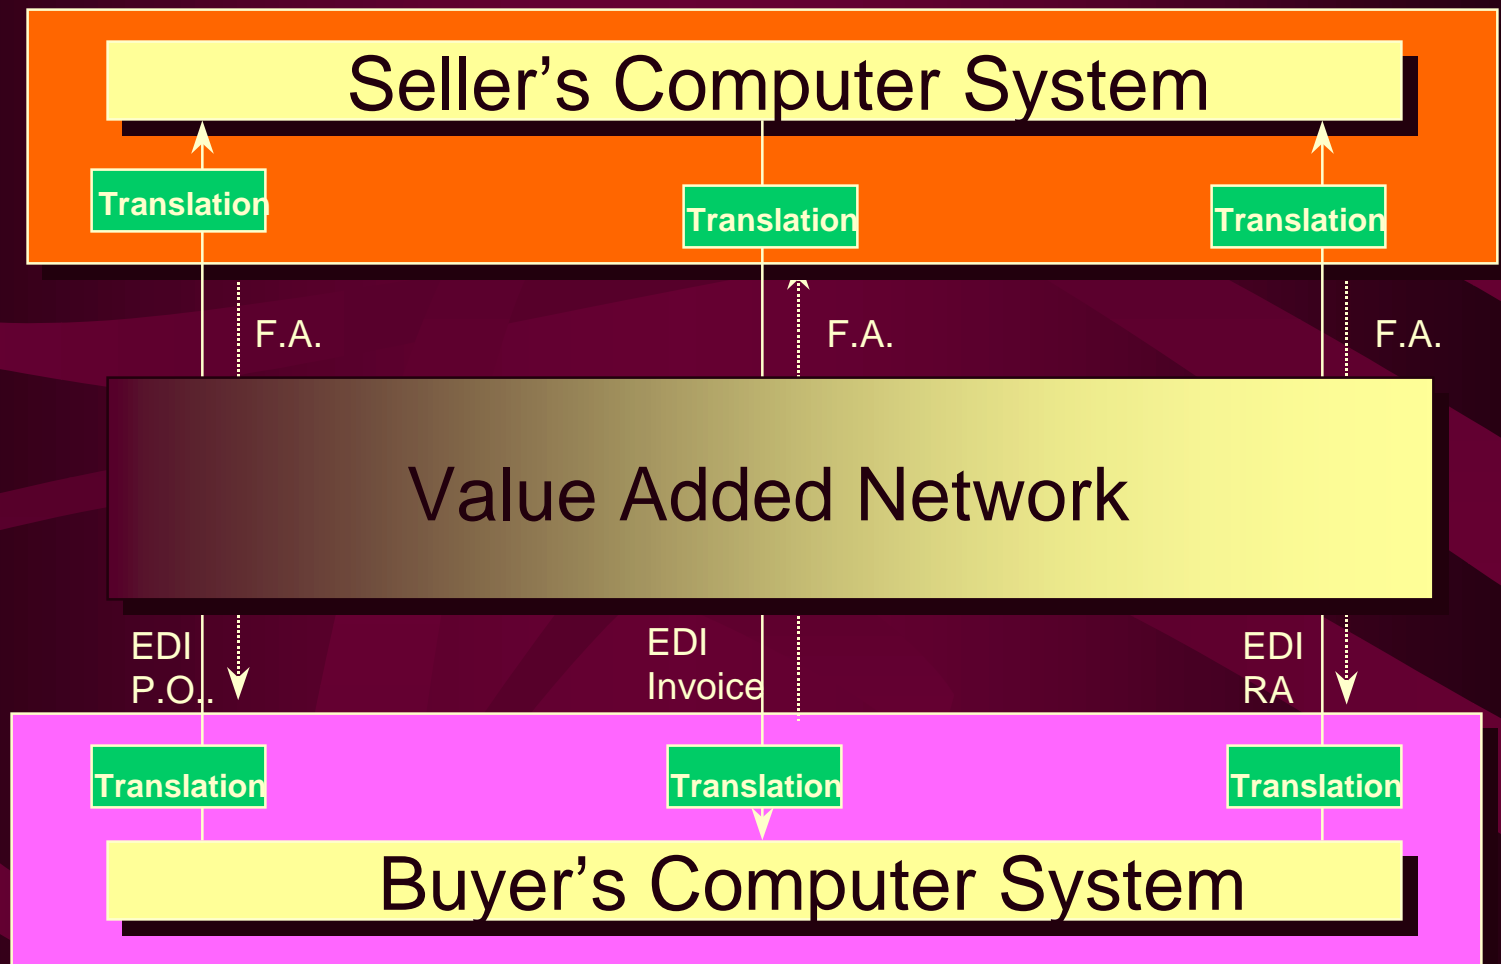 Seller’s Computer System
Translation
Translation
Translation
F.A.
F.A.
F.A.
Value Added Network
EDI
P.O..
EDI
Invoice
EDI
RA
Translation
Translation
Translation
Buyer’s Computer System